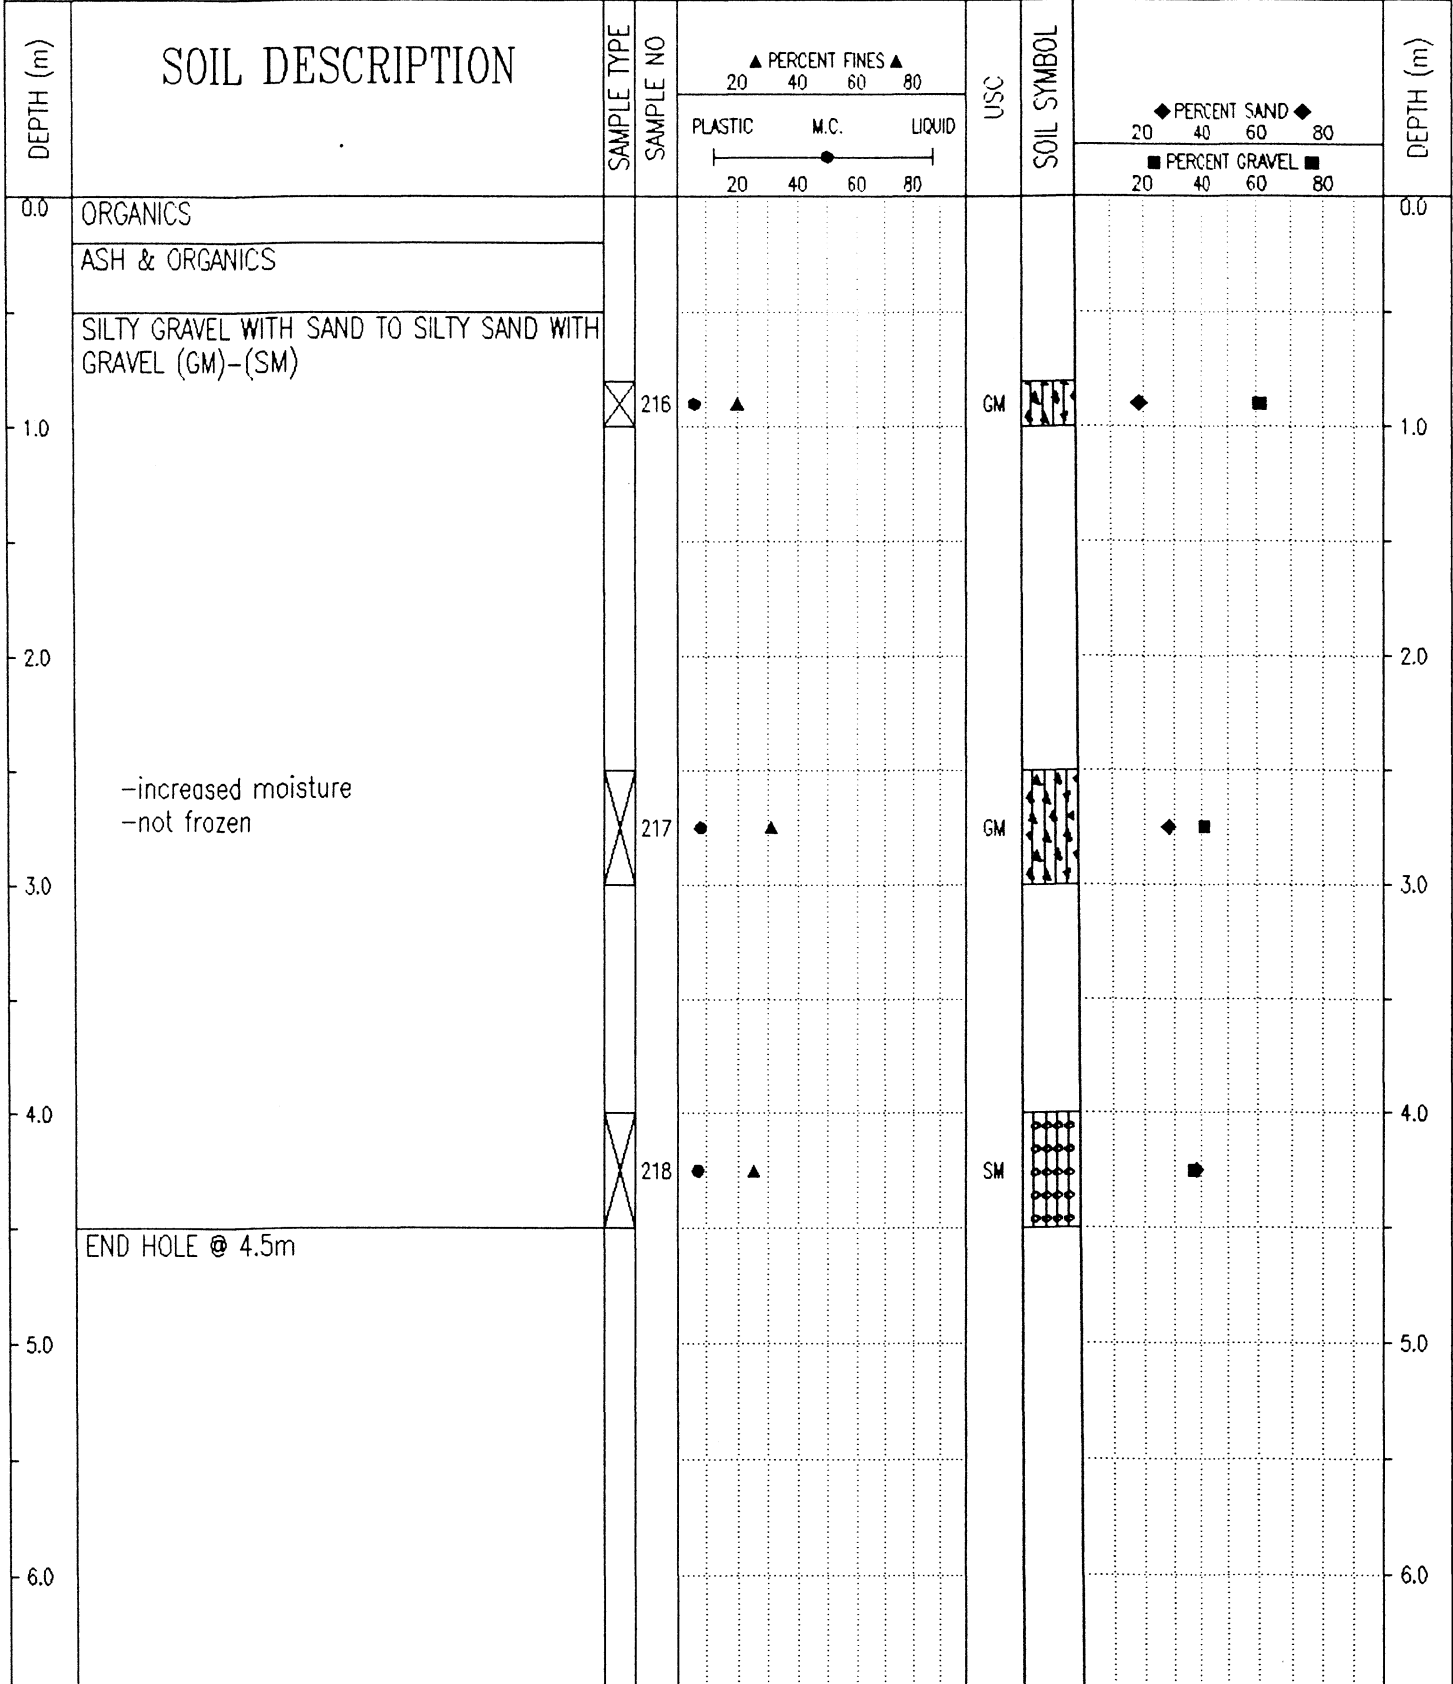 DEPTH (m)
SOIL DESCRIPTION
SAMPLE TYPE
SAMPLE NO
▲ PERCENT FINES ▲
20 40 60 80
PLASTIC M.C. LIQUID
20 40 60 80
USC
SOIL SYMBOL
◆ PERCENT SAND ◆
20 40 60 80
■ PERCENT GRAVEL ■
20 40 60 80
DEPTH (m)
0.0 ORGANICS 0.0
ASH & ORGANICS
SILTY GRAVEL WITH SAND TO SILTY SAND WITH
GRAVEL (GM)-(SM)
216 GM
1.0 1.0
2.0 2.0
-increased moisture
-not frozen
217 GM
3.0 3.0
4.0 4.0
218 SM
END HOLE @ 4.5m
5.0 5.0
6.0 6.0